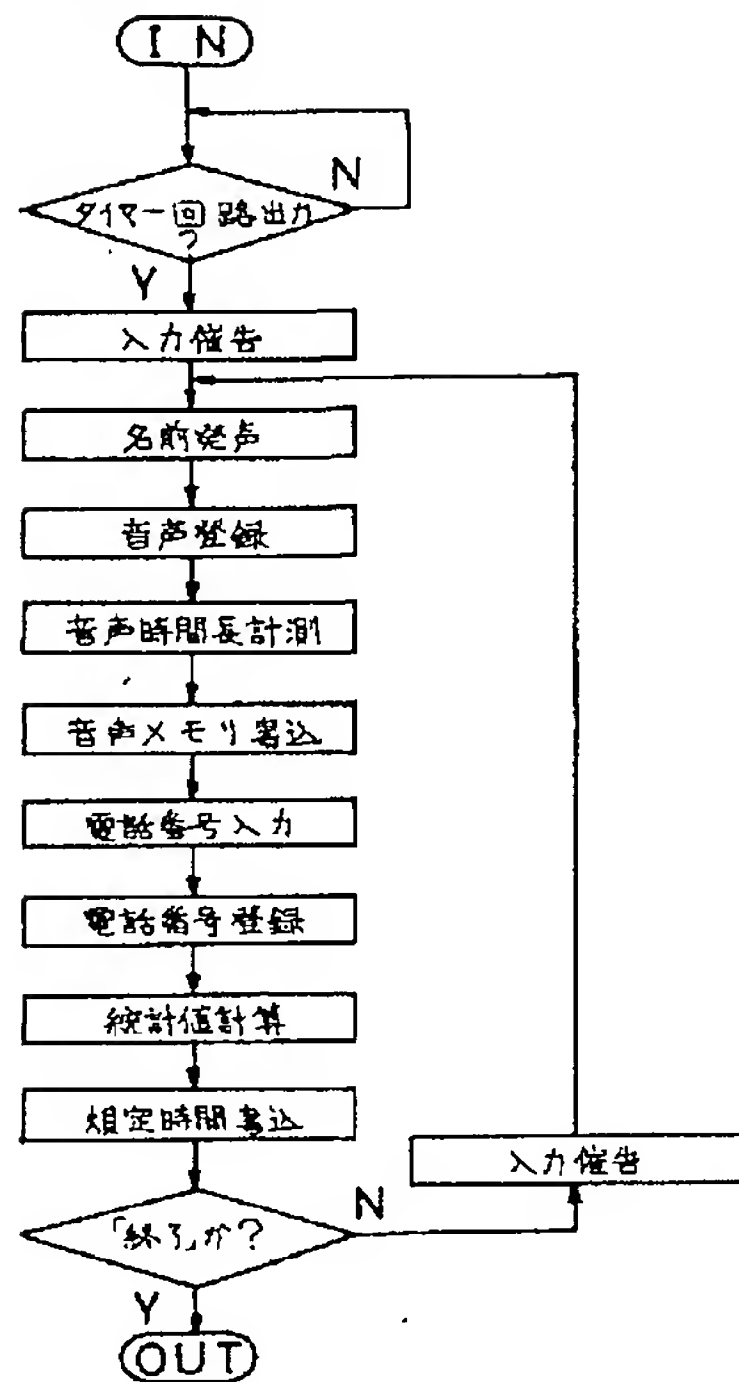 IN
N
タイマー回路出力
?
Y
入力催告
名前発声
音声登録
音声時間長計測
音声メモリ書込
電話番号入力
電話番号登録
統計値計算
規定時間書込
入力催告
N
「終了」か?
Y
OUT